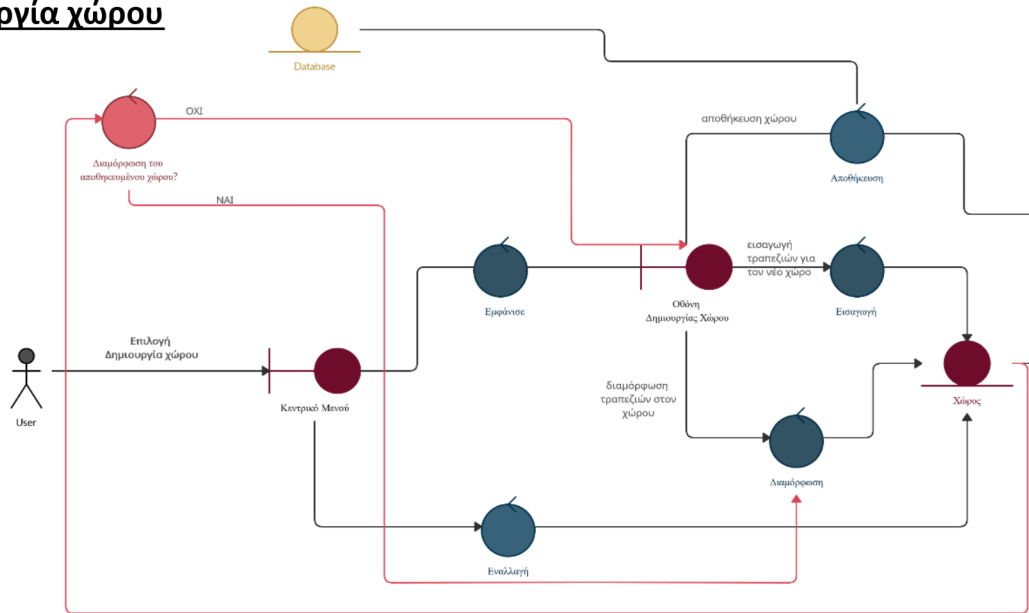 ργία χώρου
Database
ΟΧΙ
αποθήκευση χώρου
Διαμόρφωση του
αποθηκευμένου χώρου?
Αποθήκευση
ΝΑΙ
εισαγωγή
τραπεζιών για
τον νέο χώρο
Εμφάνισε
Οθόνη
Δημιουργίας Χώρου
Εισαγωγή
Επιλογή
Δημιουργία χώρου
User
Κεντρικό Μενού
διαμόρφωση
τραπεζιών στον
χώρου
Χώρος
Διαμόρφωση
Εναλλαγή